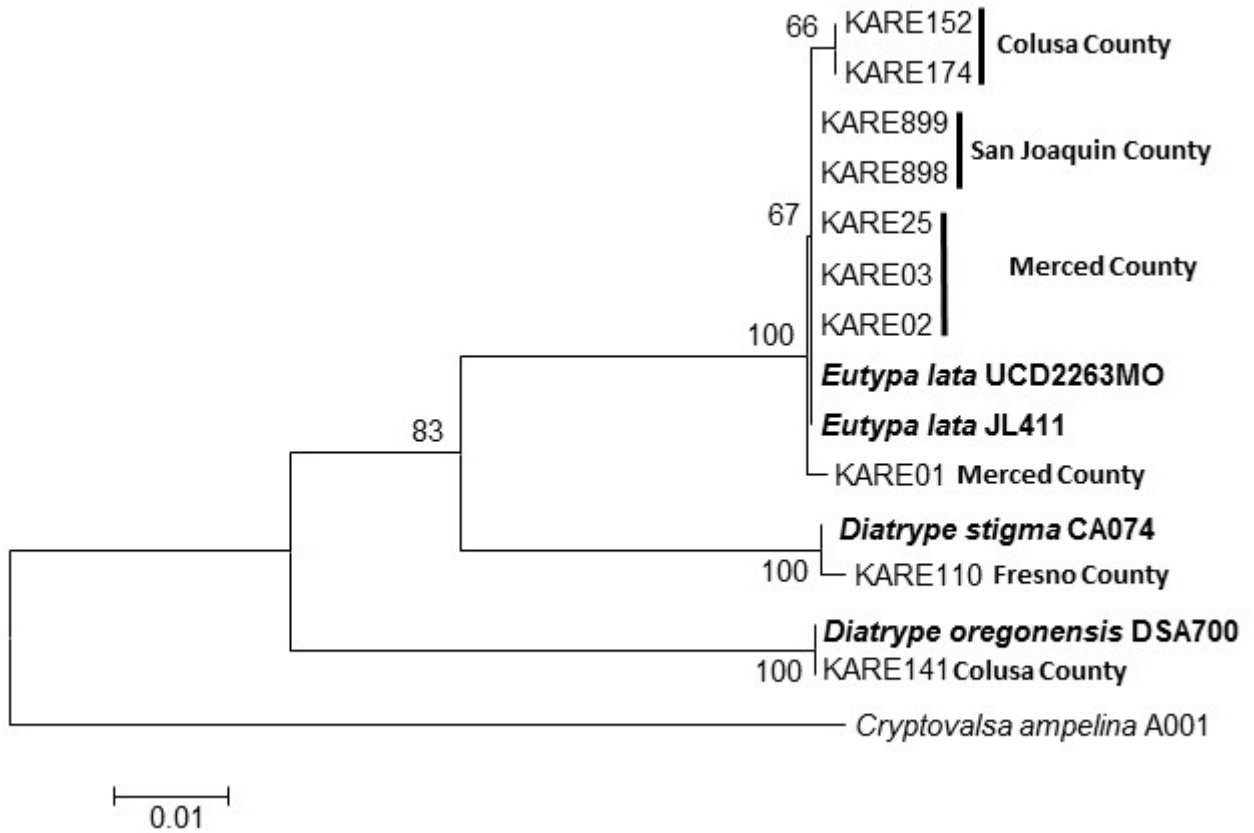 66
KARE152
Colusa County
KARE174
KARE899
San Joaquin County
KARE898
67
KARE25
KARE03
Merced County
KARE02
100
Eutypa lata UCD2263MO
Eutypa lata JL411
83
KARE01 Merced County
Diatrype stigma CA074
100
KARE110 Fresno County
Diatrype oregonensis DSA700
100
KARE141 Colusa County
Cryptovalsa ampelina A001
0.01